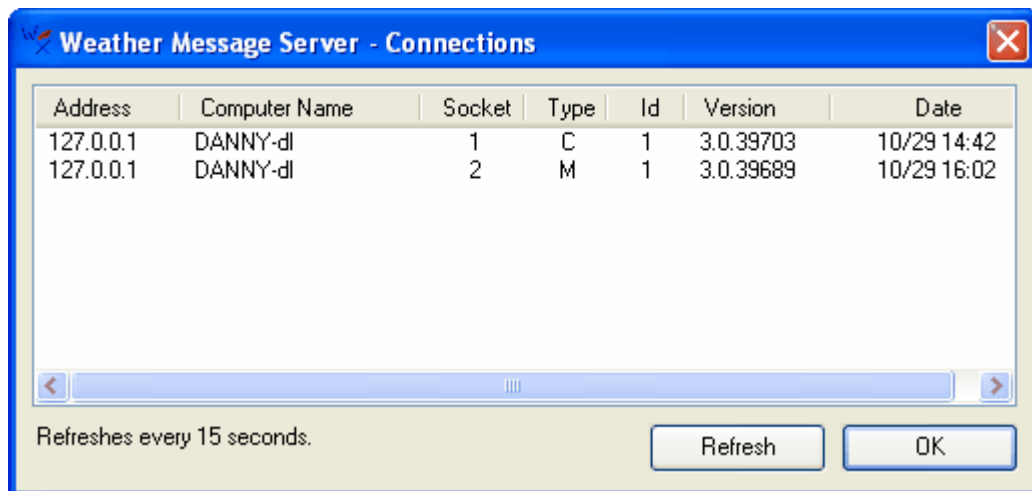 Weather Message Server - Connections
Address Computer Name Socket Type Id Version Date
127.0.0.1 DANNY-dl 1 C 1 3.0.39703 10/29 14:42
127.0.0.1 DANNY-dl 2 M 1 3.0.39689 10/29 16:02
Refreshes every 15 seconds. Refresh OK